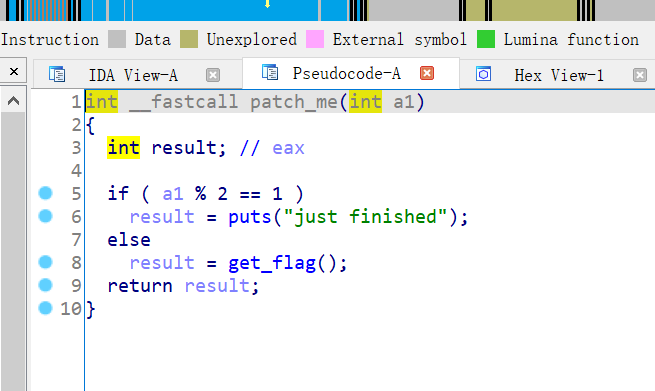 Instruction Data Unexplored External symbol Lumina function
× IDA View-A Pseudocode-A Hex View-1
1 int __fastcall patch_me(int a1)
2 {
3 int result; // eax
4
5 if ( a1 % 2 == 1 )
6 result = puts("just finished");
7 else
8 result = get_flag();
9 return result;
10 }